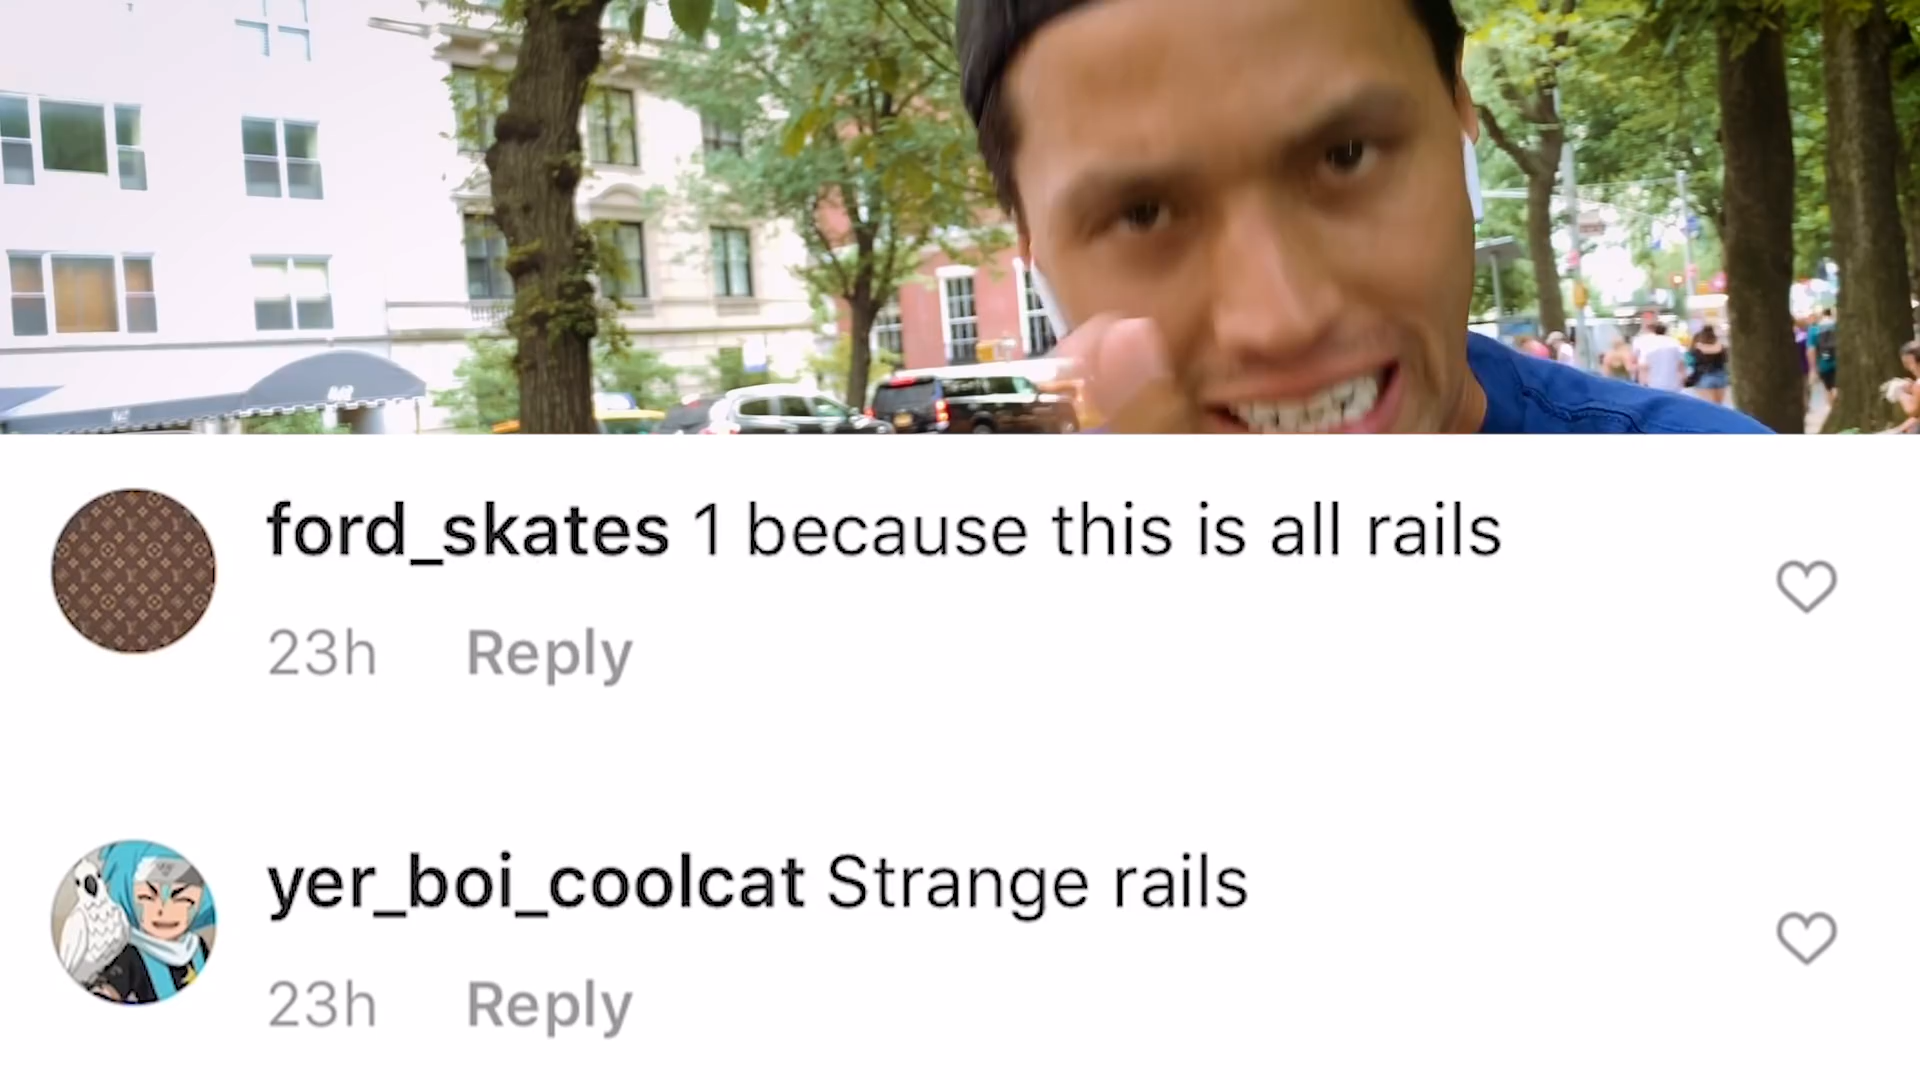 ford_skates 1 because this is all rails
23h Reply
yer_boi_coolcat Strange rails
23h Reply